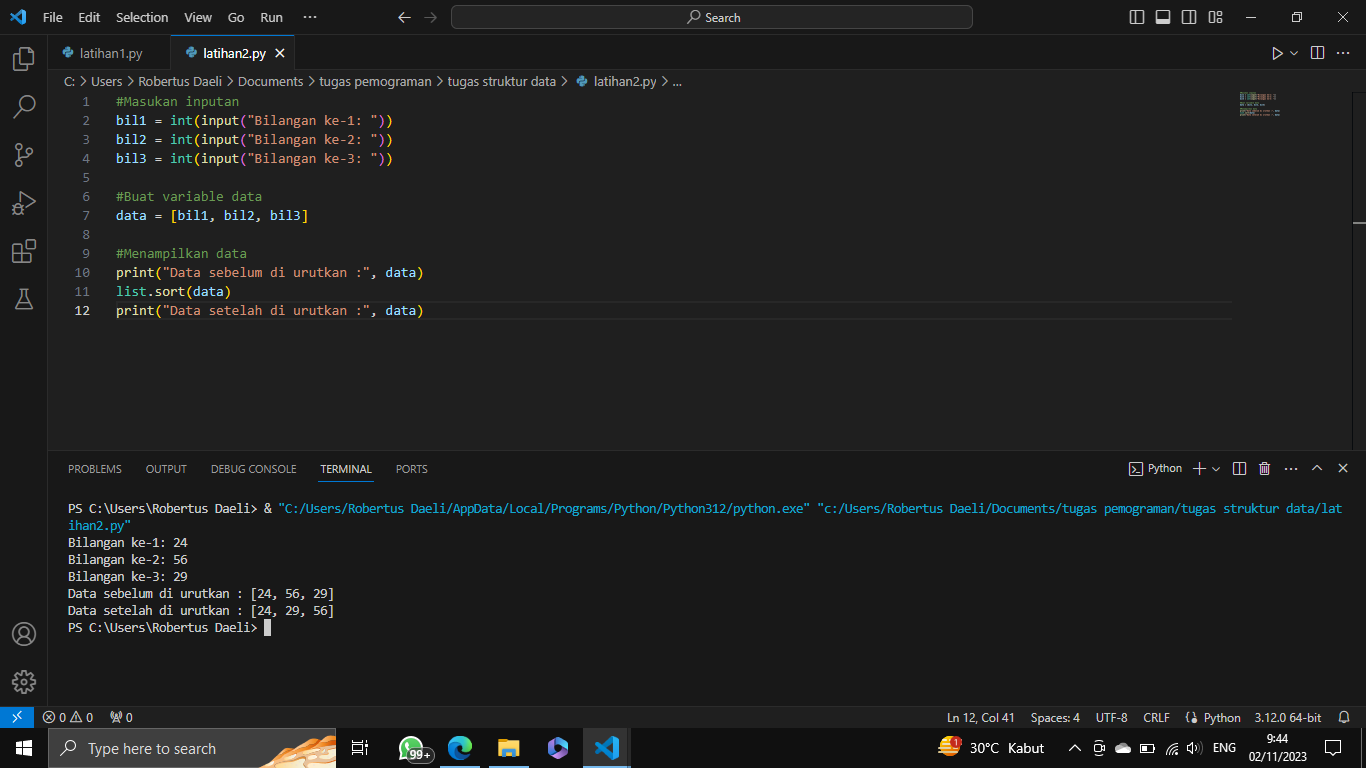 File Edit Selection View Go Run ··· Search
latihan1.py latihan2.py
C: > Users > Robertus Daeli > Documents > tugas pemograman > tugas struktur data > latihan2.py > ...
1 #Masukan inputan
2 bil1 = int(input("Bilangan ke-1: "))
3 bil2 = int(input("Bilangan ke-2: "))
4 bil3 = int(input("Bilangan ke-3: "))
5
6 #Buat variable data
7 data = [bil1, bil2, bil3]
8
9 #Menampilkan data
10 print("Data sebelum di urutkan :", data)
11 list.sort(data)
12 print("Data setelah di urutkan :", data)
PROBLEMS OUTPUT DEBUG CONSOLE TERMINAL PORTS Python
PS C:\Users\Robertus Daeli> & "C:/Users/Robertus Daeli/AppData/Local/Programs/Python/Python312/python.exe" "c:/Users/Robertus Daeli/Documents/tugas pemograman/tugas struktur data/lat
ihan2.py"
Bilangan ke-1: 24
Bilangan ke-2: 56
Bilangan ke-3: 29
Data sebelum di urutkan : [24, 56, 29]
Data setelah di urutkan : [24, 29, 56]
PS C:\Users\Robertus Daeli>
0 0 0 Ln 12, Col 41 Spaces: 4 UTF-8 CRLF Python 3.12.0 64-bit
Type here to search 99+ 1 30°C Kabut ENG 9:44
02/11/2023